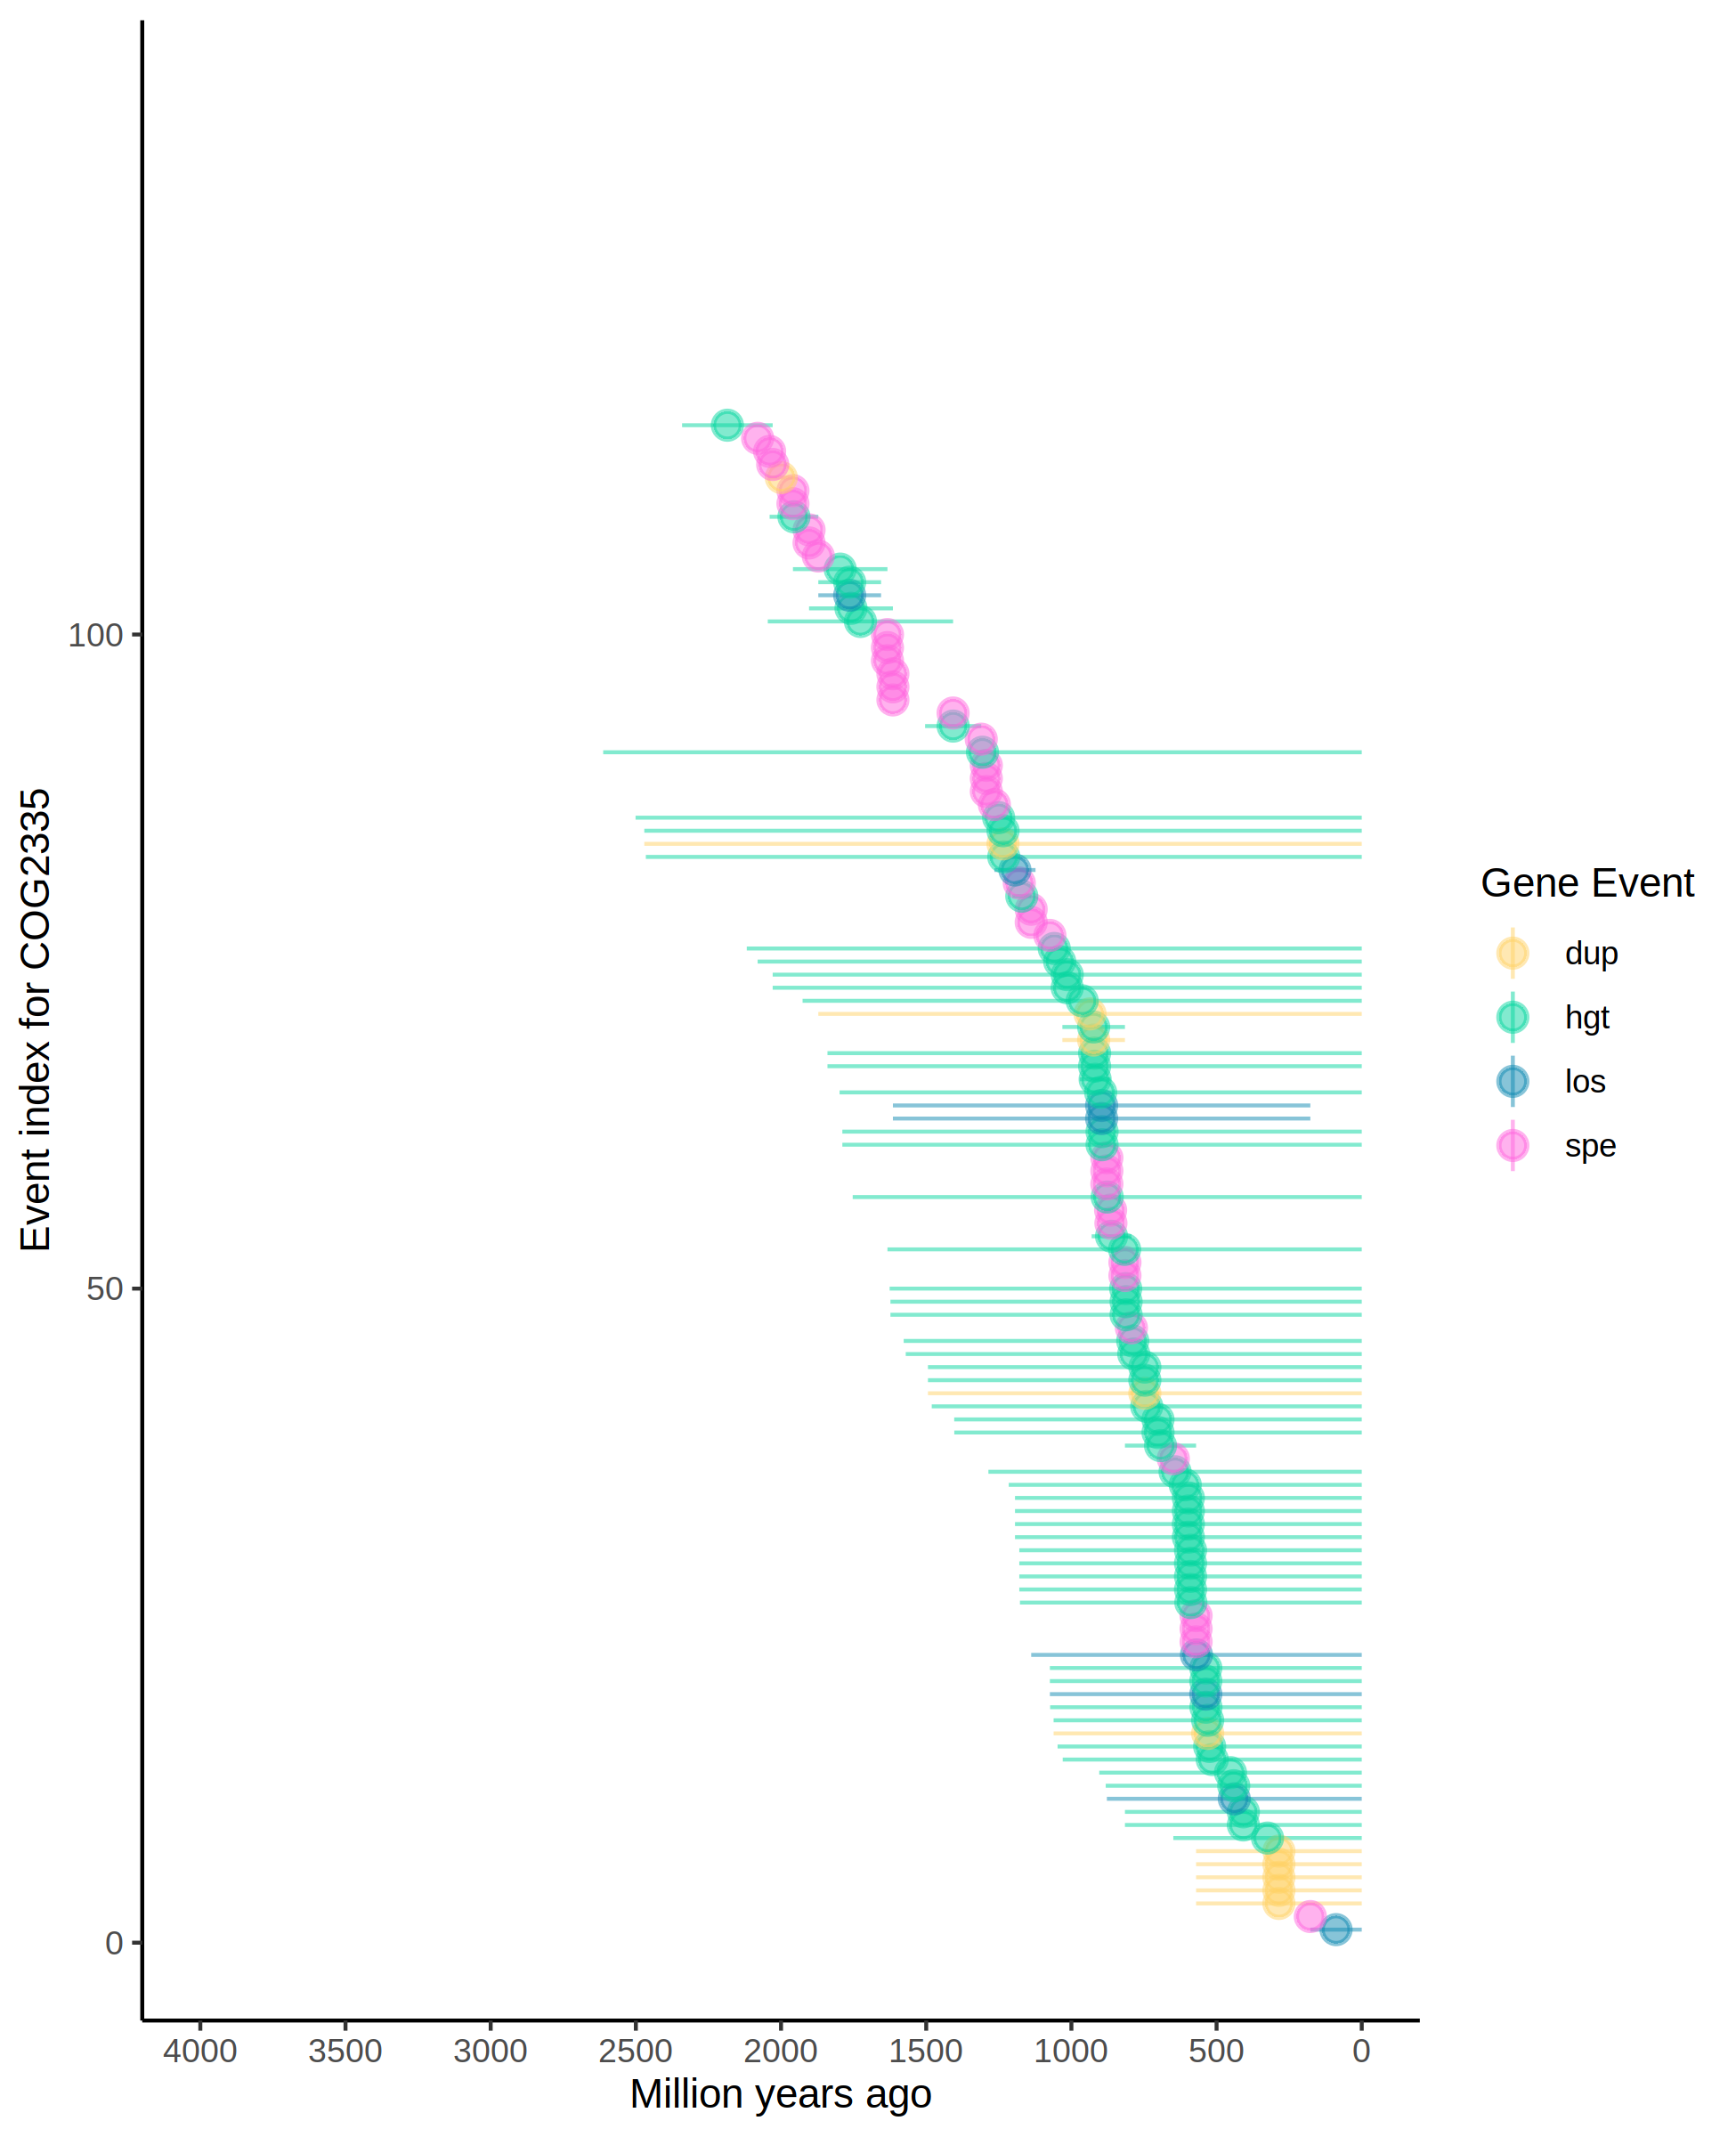 Event index for COG2335
100
50
0
4000 3500 3000 2500 2000 1500 1000 500 0
Million years ago
Gene Event
dup
hgt
los
spe